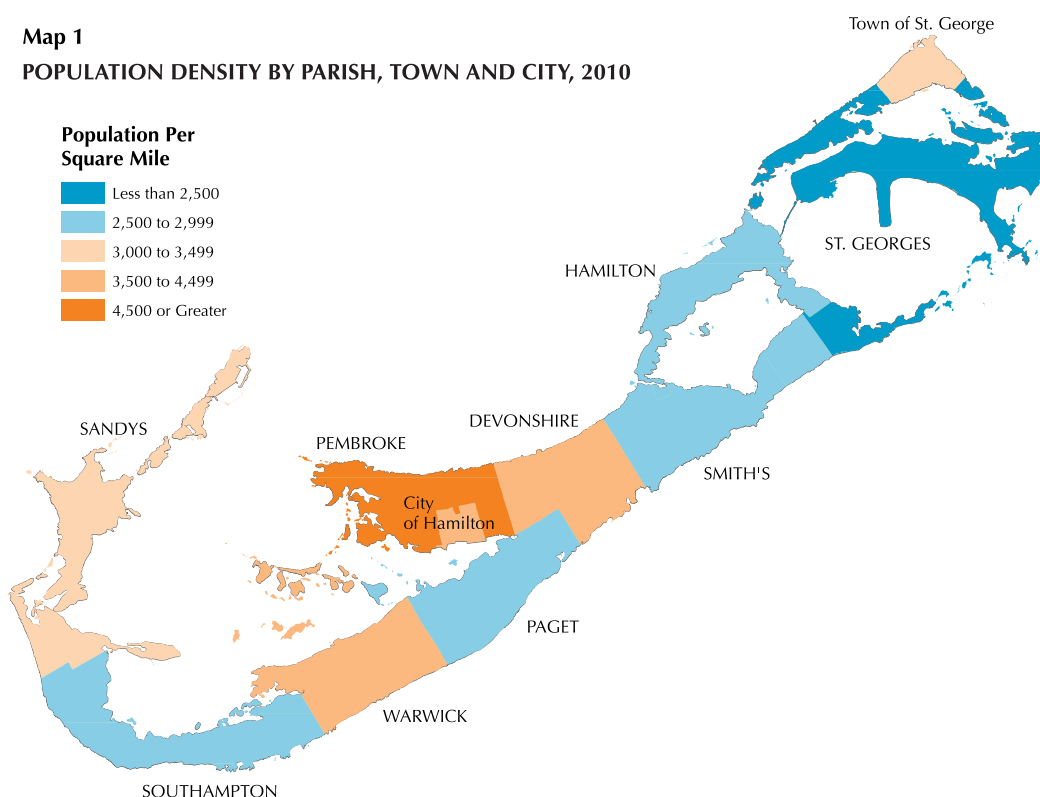 Map 1
POPULATION DENSITY BY PARISH, TOWN AND CITY, 2010
Town of St. George
Population Per
Square Mile
Less than 2,500
2,500 to 2,999
3,000 to 3,499
3,500 to 4,499
4,500 or Greater
ST. GEORGES
HAMILTON
SANDYS
DEVONSHIRE
PEMBROKE
SMITH'S
City
of Hamilton
PAGET
WARWICK
SOUTHAMPTON